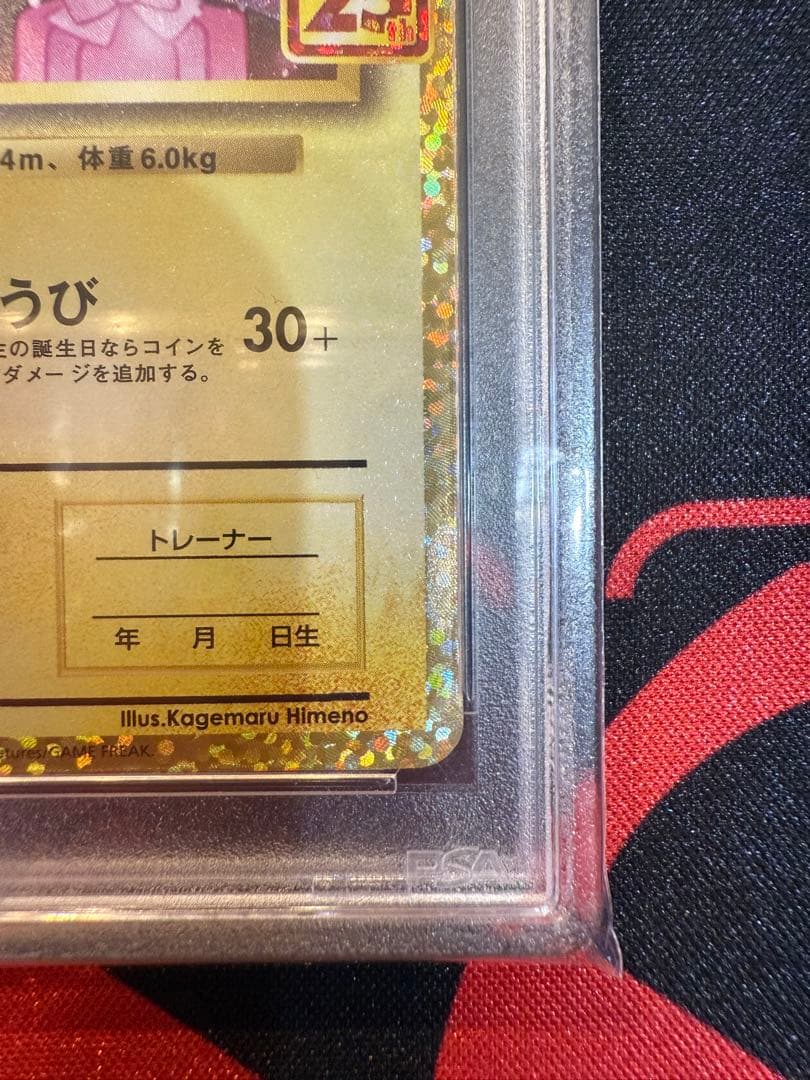 25th
4m、体重6.0kg
うび
30+
の誕生日ならコインを
ダメージを追加する。
トレーナー
年 月 日生
Illus.Kagemaru Himeno
tures/GAME FREAK.
PSA